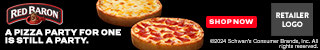 RED BARON
A PIZZA PARTY FOR ONE
IS STILL A PARTY.
SHOP NOW
RETAILER
LOGO
©2024 Schwan's Consumer Brands, Inc. All
rights reserved.